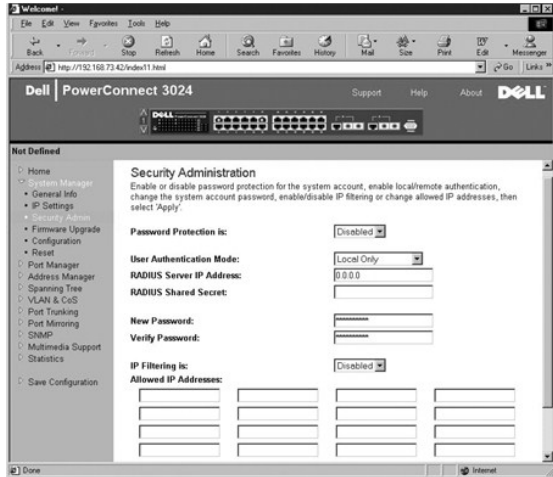 Welcome! -
File Edit View Favorites Tools Help
Back Forward Stop Refresh Home Search Favorites History Mail Size Print Edit Messenger
Address http://192.168.73.42/index11.html Go Links »
Dell | PowerConnect 3024 Support Help About DELL
DELL
Not Defined
Home
System Manager
General Info
IP Settings
Security Admin
Firmware Upgrade
Configuration
Reset
Port Manager
Address Manager
Spanning Tree
VLAN & CoS
Port Trunking
Port Mirroring
SNMP
Multimedia Support
Statistics
Save Configuration
Security Administration
Enable or disable password protection for the system account, enable local/remote authentication,
change the system account password, enable/disable IP filtering or change allowed IP addresses, then
select 'Apply'.
Password Protection is: Disabled
User Authentication Mode: Local Only
RADIUS Server IP Address: 0.0.0.0
RADIUS Shared Secret:
New Password: **********
Verify Password: **********
IP Filtering is: Disabled
Allowed IP Addresses:
Done Internet